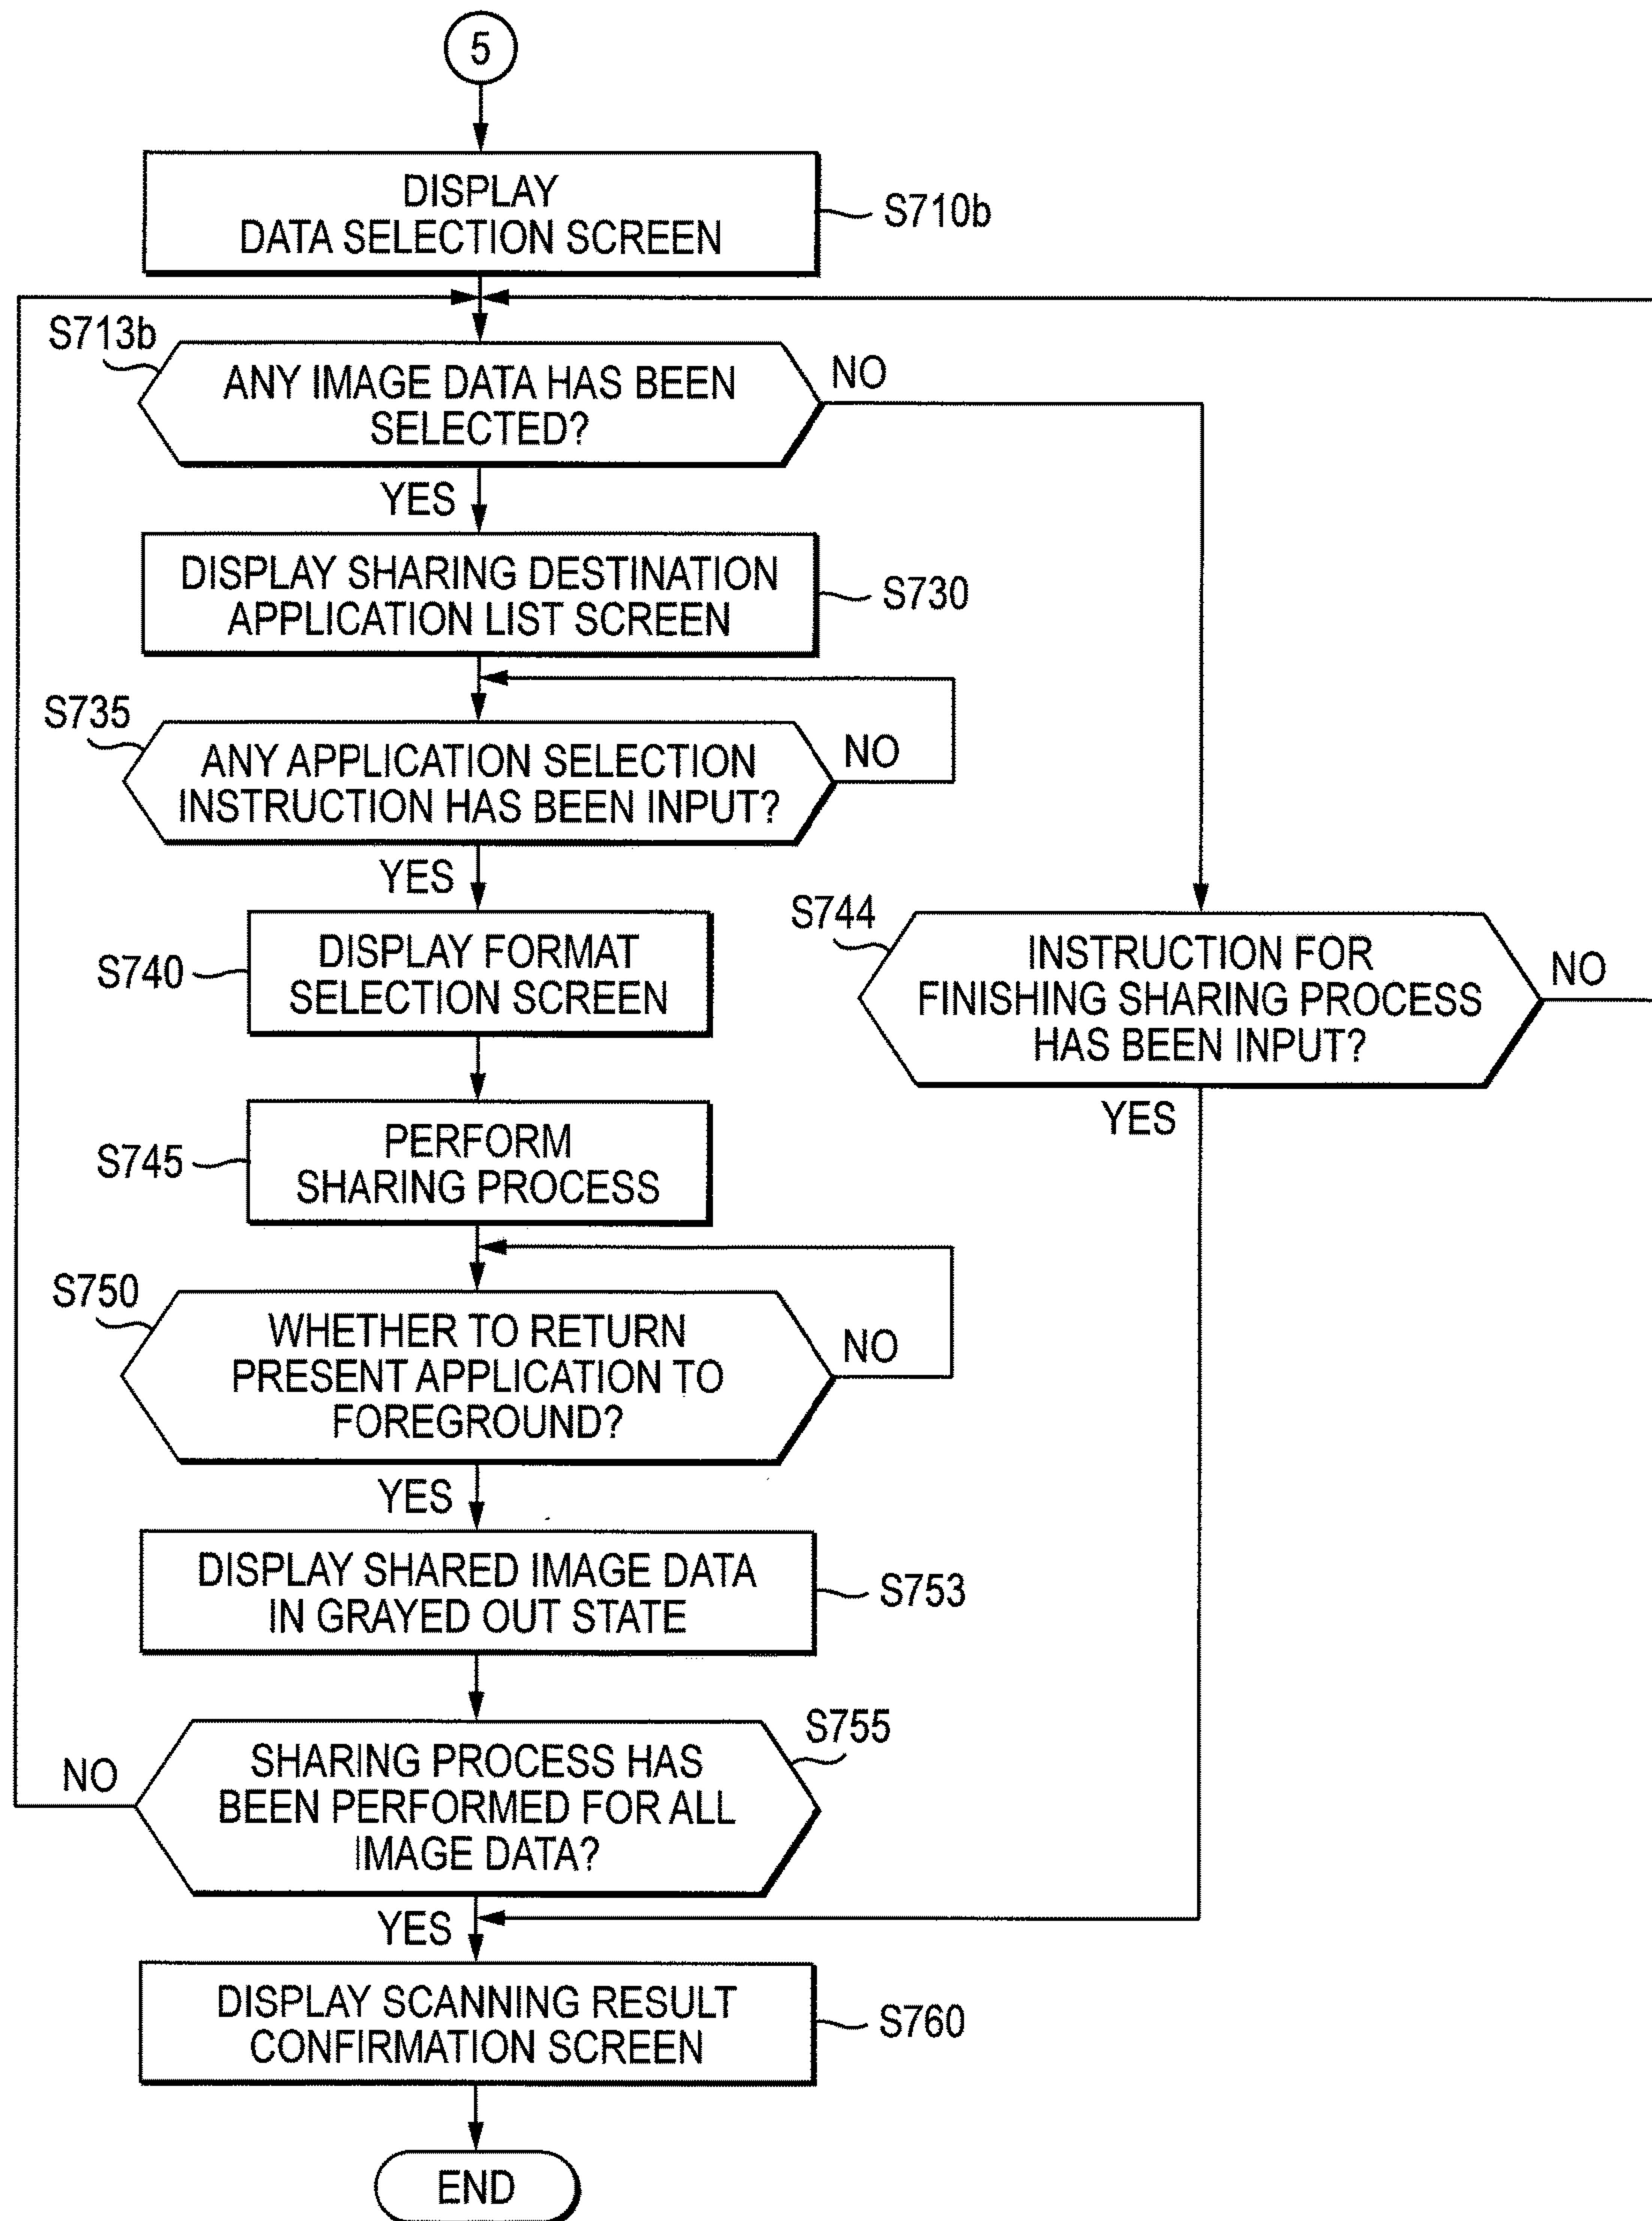 5
DISPLAY
DATA SELECTION SCREEN
S710b
S713b
ANY IMAGE DATA HAS BEEN
SELECTED?
NO
YES
DISPLAY SHARING DESTINATION
APPLICATION LIST SCREEN
S730
S735
ANY APPLICATION SELECTION
INSTRUCTION HAS BEEN INPUT?
NO
YES
S740
DISPLAY FORMAT
SELECTION SCREEN
S744
INSTRUCTION FOR
FINISHING SHARING PROCESS
HAS BEEN INPUT?
NO
YES
S745
PERFORM
SHARING PROCESS
S750
WHETHER TO RETURN
PRESENT APPLICATION TO
FOREGROUND?
NO
YES
DISPLAY SHARED IMAGE DATA
IN GRAYED OUT STATE
S753
S755
SHARING PROCESS HAS
BEEN PERFORMED FOR ALL
IMAGE DATA?
NO
YES
DISPLAY SCANNING RESULT
CONFIRMATION SCREEN
S760
END